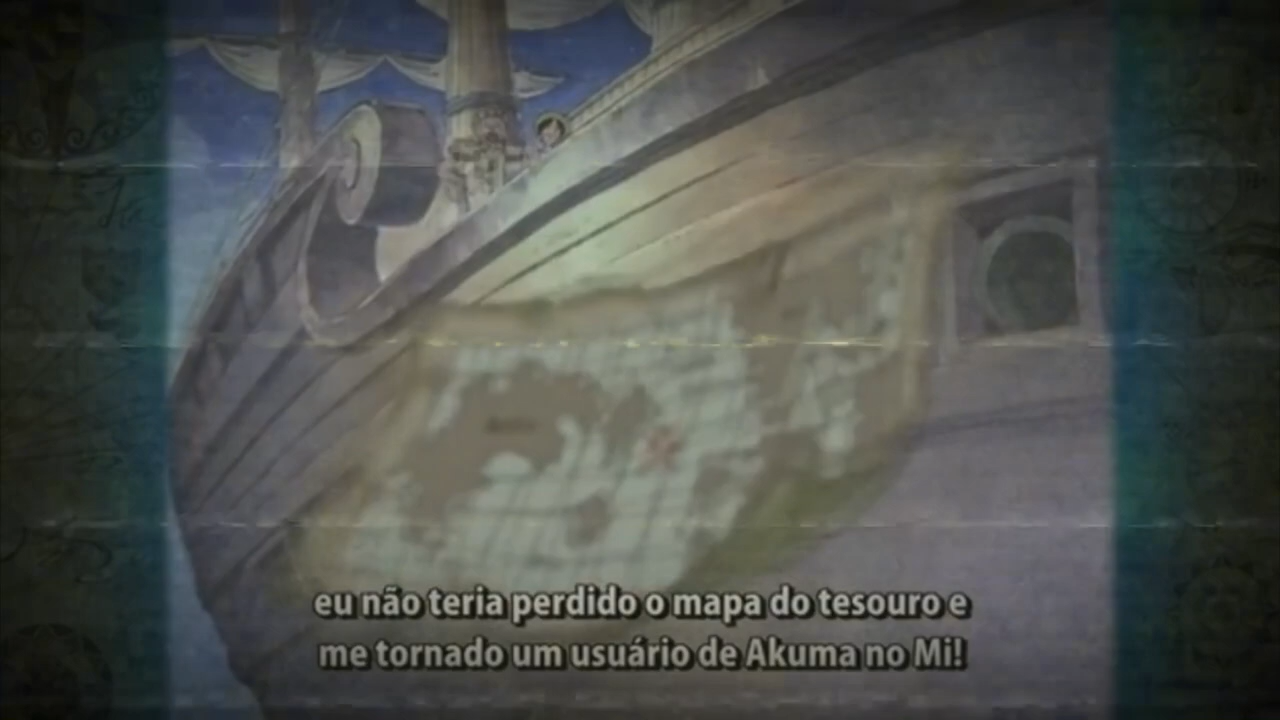 eu não teria perdido o mapa do tesouro e
me tornado um usuário de Akuma no Mi!